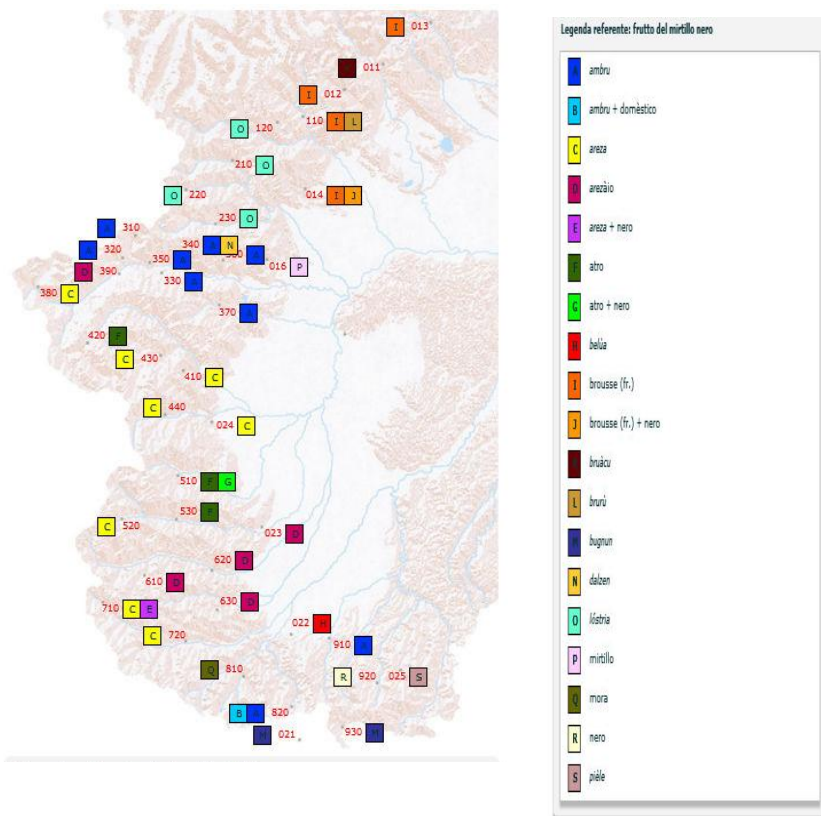 I 013
011
I 012
110 I L
O 120
210 O
O 220
014 I J
230 O
A 310
340 A N
A 320
350 A
A
016 P
D 390
330 A
380 C
370 A
420 F
C 430
410 C
C 440
024 C
510 F G
530 F
C 520
023 D
620 D
610 D
630 D
710 C E
022 H
C 720
910 A
Q 810
R 920
025 S
B A 820
M 021
930 M
Legenda referente: frutto del mirtillo nero
A ambru
B ambru + domèstico
C areza
D arezàio
E areza + nero
F atro
G atro + nero
H belúa
I brousse (fr.)
J brousse (fr.) + nero
bruàcu
L brurù
M bugnun
N dalzen
O lóstria
P mirtillo
Q mora
R nero
S pièle